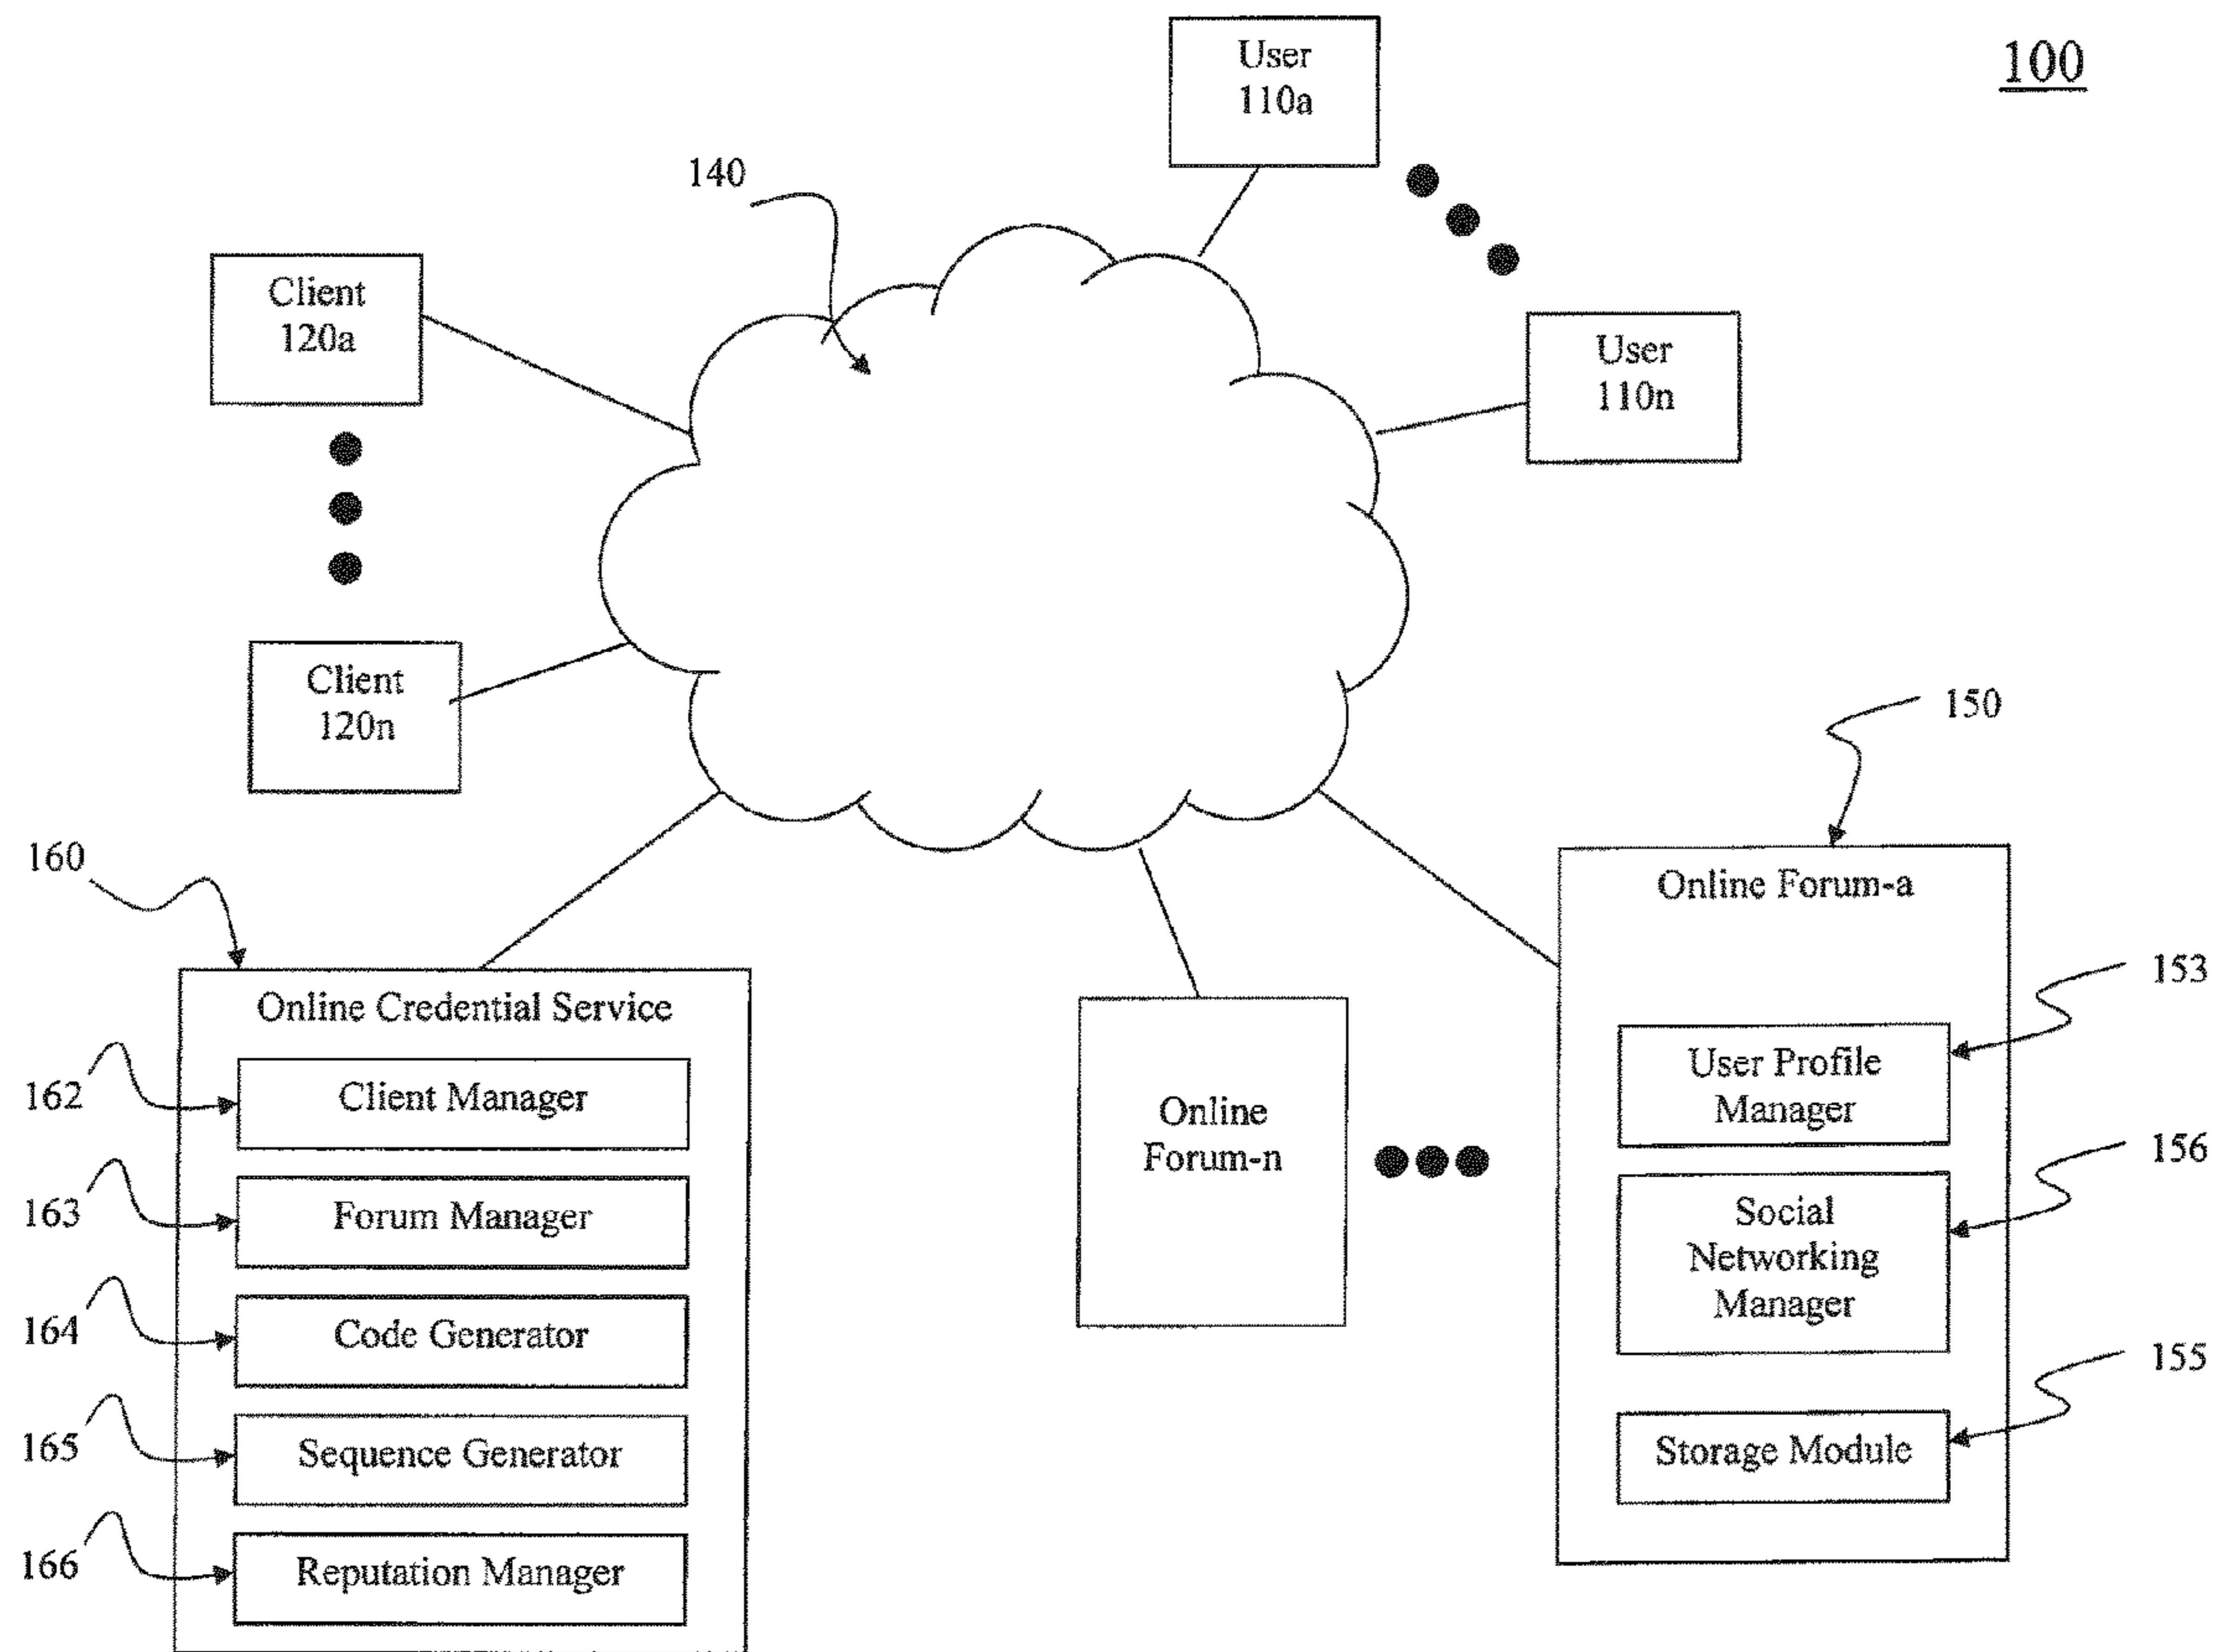 100
User
110a
140
Client
120a
User
110n
Client
120n
150
160
Online Forum-a
Online Credential Service
153
User Profile
Manager
162
Client Manager
Online
Forum-n
156
Social
Networking
Manager
163
Forum Manager
164
Code Generator
155
Storage Module
165
Sequence Generator
166
Reputation Manager